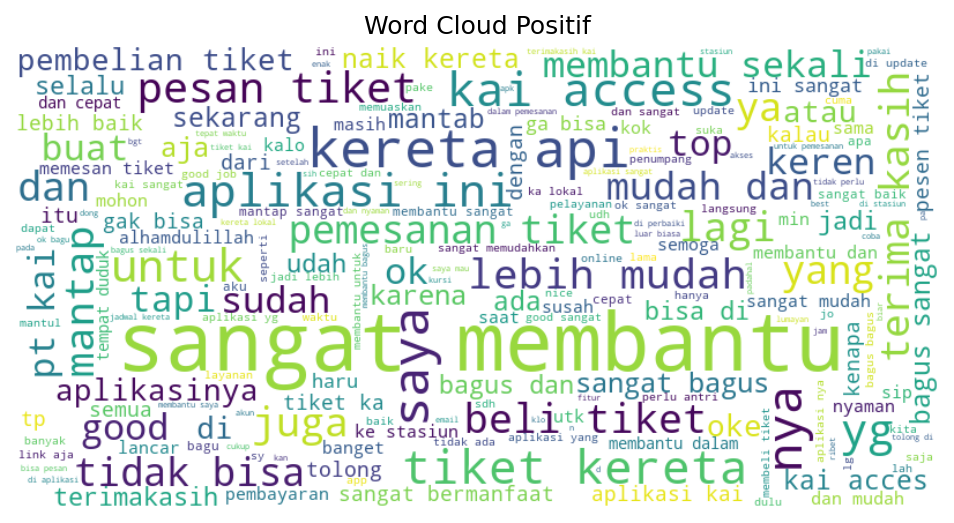 Word Cloud Positif
pembelian tiket
ini
enak
naik kereta
terimakasih kai
stasiun
pakai
membantu sekali
di update
selalu
pesan tiket
pake
kai access
apk
ini sangat
dan cepat
memuaskan
dalam pemesanan
dan sangat
update
ya
cuma
atau
lebih baik
sekarang
masih
mantab
ga bisa
kok
suka
kalau
sama
buat
bgt
aja
tepat waktu
tiket kai
kalo
kereta api
dengan
penumpang
top
akses
untuk pemesanan
keren
apa
terima kasih
pesen tiket
memesan tiket
dari
setelah
sih
cepat dan
praktis
aplikasi sangat
dan
kai sangat
good job
mohon
aplikasi ini
sering
ka lokal
pelayanan
mudah dan
tidak perlu
sangat baik
best
di stasiun
itu
dong
mantap sangat
dan nyaman
membantu sangat
udh
ok sangat
langsung
min
jadi
dapat
gak bisa
kereta lokal
ga
di perbaiki
luar biasa
lagi
coba
pada
ok bagu
alhamdulillah
seperti
pemesanan tiket
semoga
membantu dan
pt kai
mantap
tempat duduk
bagus sekali
untuk
udah
baru
sangat memudahkan
online
lama
yang
bagus sangat
jadi lebih
membantu untuk
membantu bagus
ok
saya mau
kursi
lebih mudah
padahal
biar
tapi
sudah
aku
karena
ada
nice
susah
cepat
hanya
sangat mudah
lumayan
mantul
jadwal kereta
aplikasi yg
waktu
saat
good sangat
bisa di
jo
jam
sangat membantu
saya
kenapa
bagus bagus
layanan
aplikasinya
haru
bagus dan
sangat bagus
fitur
perlu antri
sip
nyaman
aplikasi nya
nya
tp
semua
membantu saya
tiket ka
baik
sdh
email
klo
utk
beli tiket
oke
yg
kita
tolong di
banyak
good
di
akun
juga
ke stasiun
lancar
bagu
cukup
banget
tidak ada
aplikasi yang
membantu dalam
membeli tiket
ribet
lg
lah
saja
link aja
bisa pesen
tidak bisa
sy
kan
tolong
n
d
tiket kereta
kai acces
di aplikasi
terimakasih
pembayaran
app
sangat bermanfaat
aplikasi kai
dulu
dan mudah